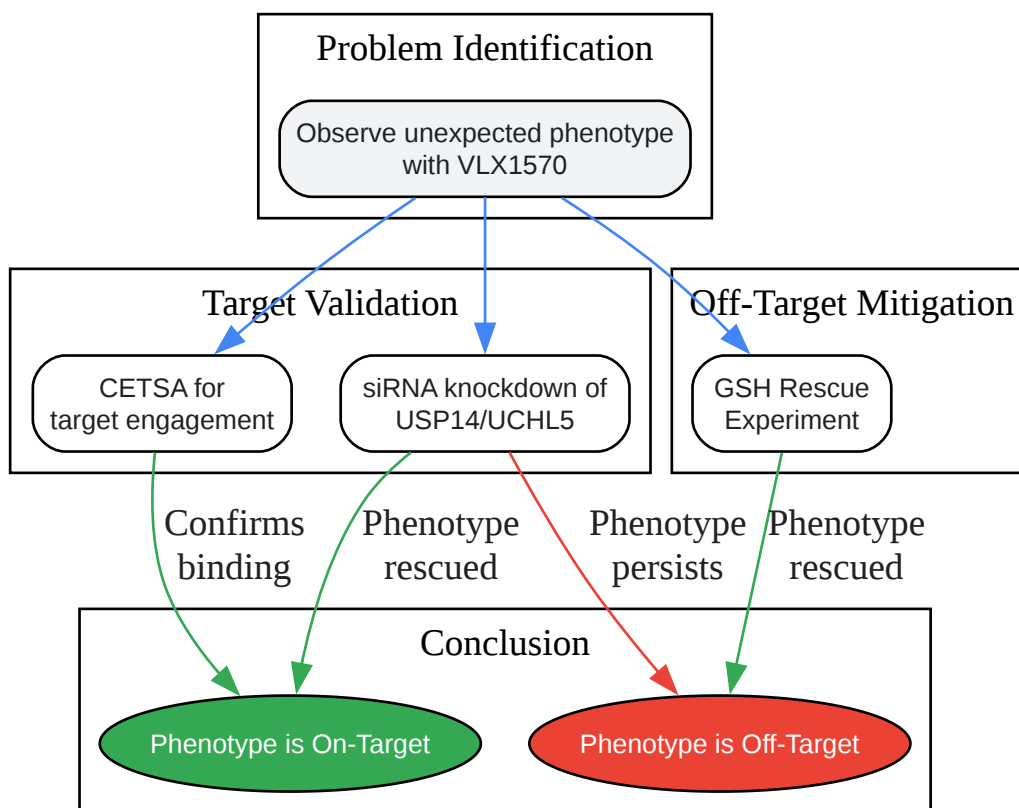 Problem Identification
Observe unexpected phenotype
with VLX1570
Target Validation
Off-Target Mitigation
CETSA for
target engagement
siRNA knockdown of
USP14/UCHL5
GSH Rescue
Experiment
Confirms
binding
Phenotype
rescued
Phenotype
persists
Phenotype
rescued
Conclusion
Phenotype is On-Target
Phenotype is Off-Target